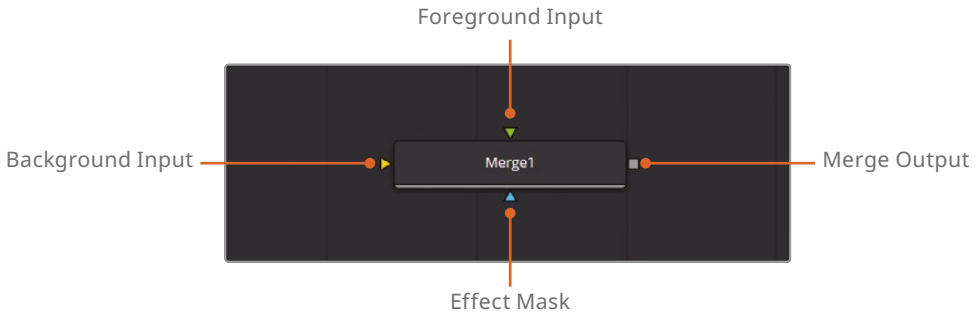 Foreground Input
Background Input
Merge1
Merge Output
Effect Mask